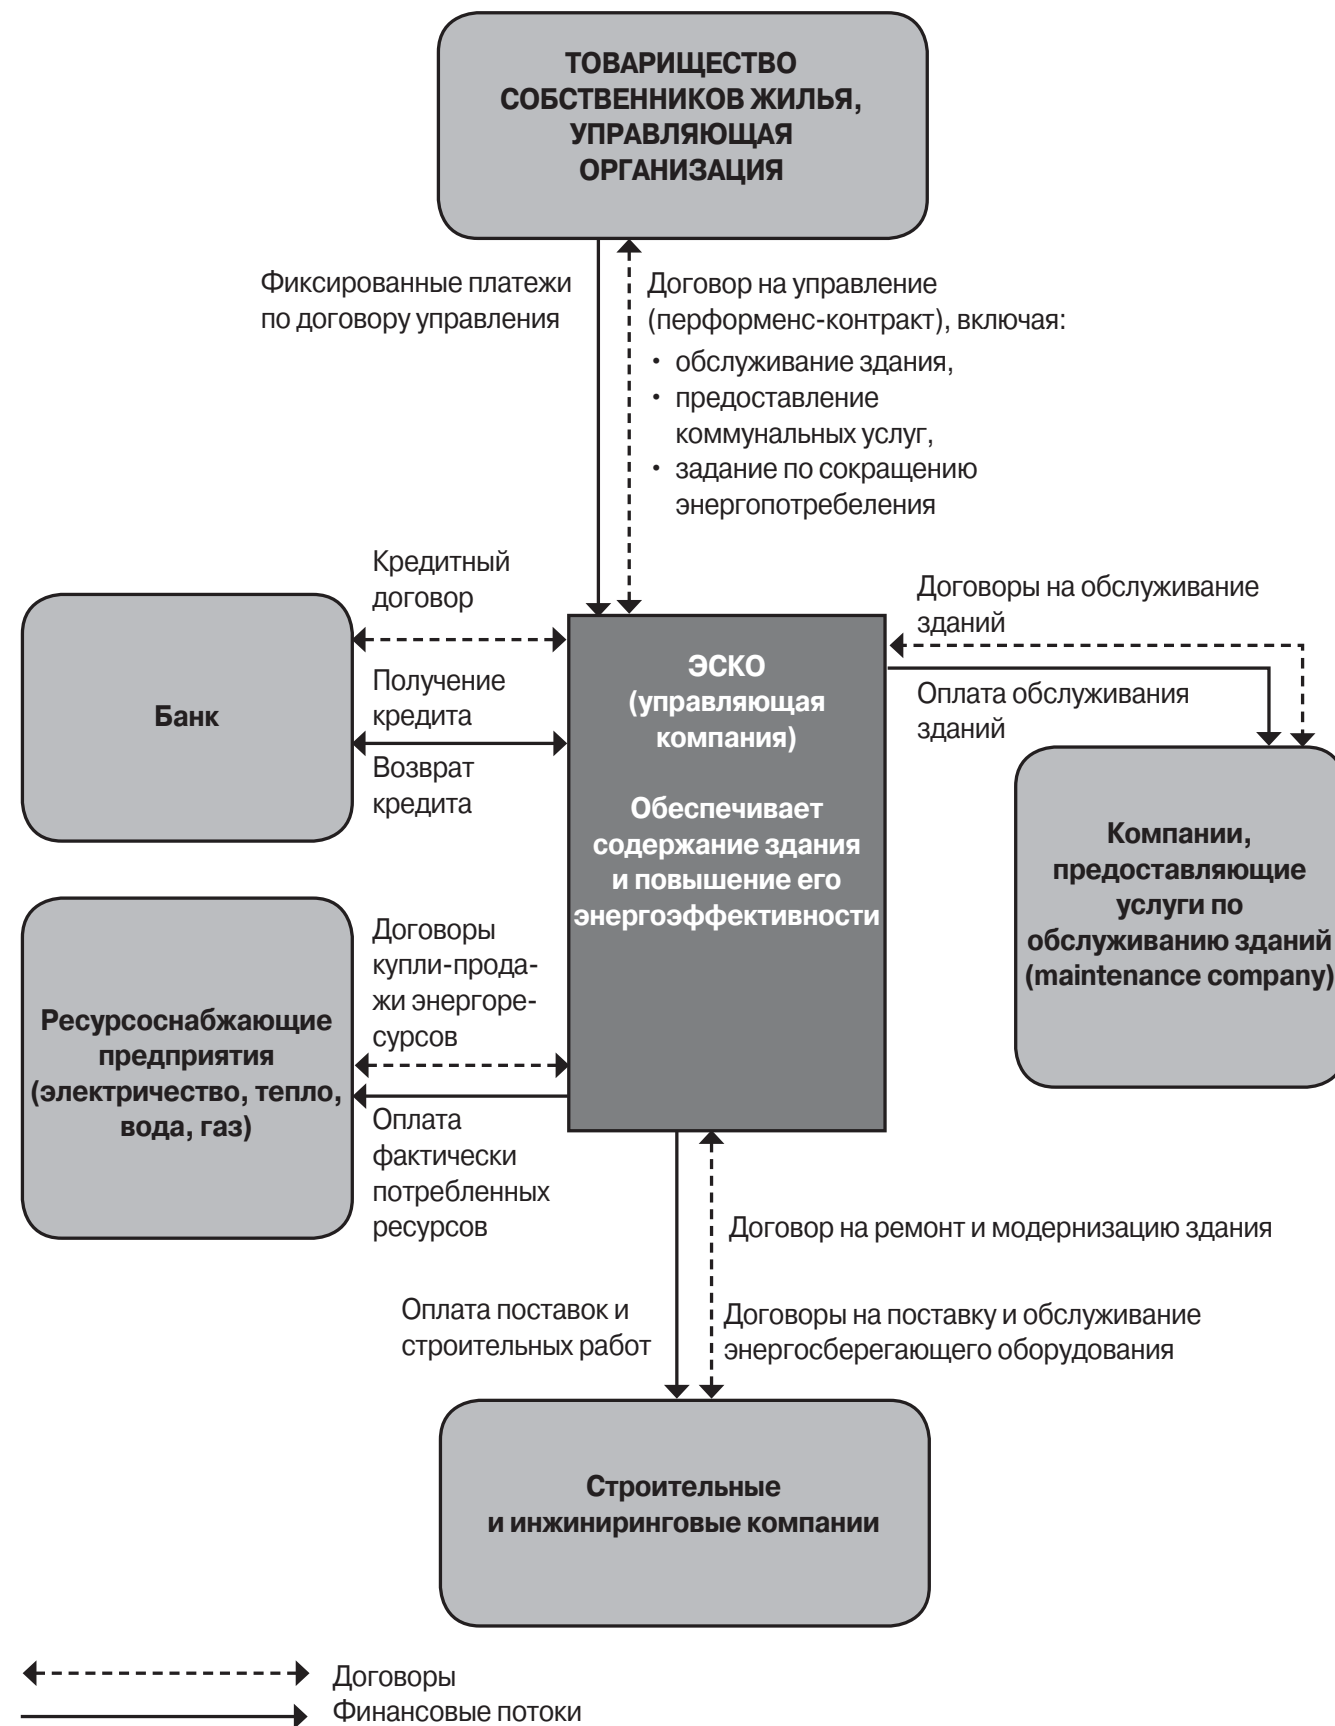 ТОВАРИЩЕСТВО
СОБСТВЕННИКОВ ЖИЛЬЯ,
УПРАВЛЯЮЩАЯ
ОРГАНИЗАЦИЯ
Фиксированные платежи
по договору управления
Договор на управление
(перформенс-контракт), включая:
• обслуживание здания,
• предоставление
коммунальных услуг,
• задание по сокращению
энергопотребеления
Кредитный
договор
Получение
кредита
Возврат
кредита
Банк
ЭСКО
(управляющая
компания)
Обеспечивает
содержание здания
и повышение его
энергоэффективности
Договоры на обслуживание
зданий
Оплата обслуживания
зданий
Компании,
предоставляющие
услуги по
обслуживанию зданий
(maintenance company)
Ресурсоснабжающие
предприятия
(электричество, тепло,
вода, газ)
Договоры
купли-прода-
жи энергоре-
сурсов
Оплата
фактически
потребленных
ресурсов
Договор на ремонт и модернизацию здания
Оплата поставок и
строительных работ
Договоры на поставку и обслуживание
энергосберегающего оборудования
Строительные
и инжиниринговые компании
Договоры
Финансовые потоки